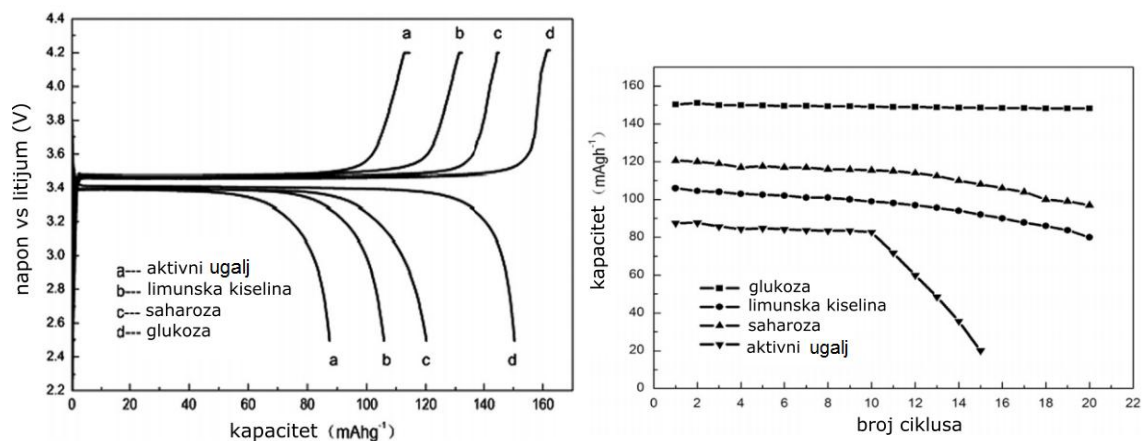 4.4
4.2
4.0
3.8
3.6
3.4
3.2
3.0
2.8
2.6
2.4
2.2
napon vs litijum (V)
a b c d
a--- aktivni ugalj
b--- limunska kiselina
c--- saharoza
d--- glukoza
a b c d
0 20 40 60 80 100 120 140 160
kapacitet (mAhg⁻¹)
160
140
120
100
80
60
40
20
0
kapacitet (mAgh⁻¹)
glukoza
limunska kiselina
saharoza
aktivni ugalj
0 2 4 6 8 10 12 14 16 18 20 22
broj ciklusa